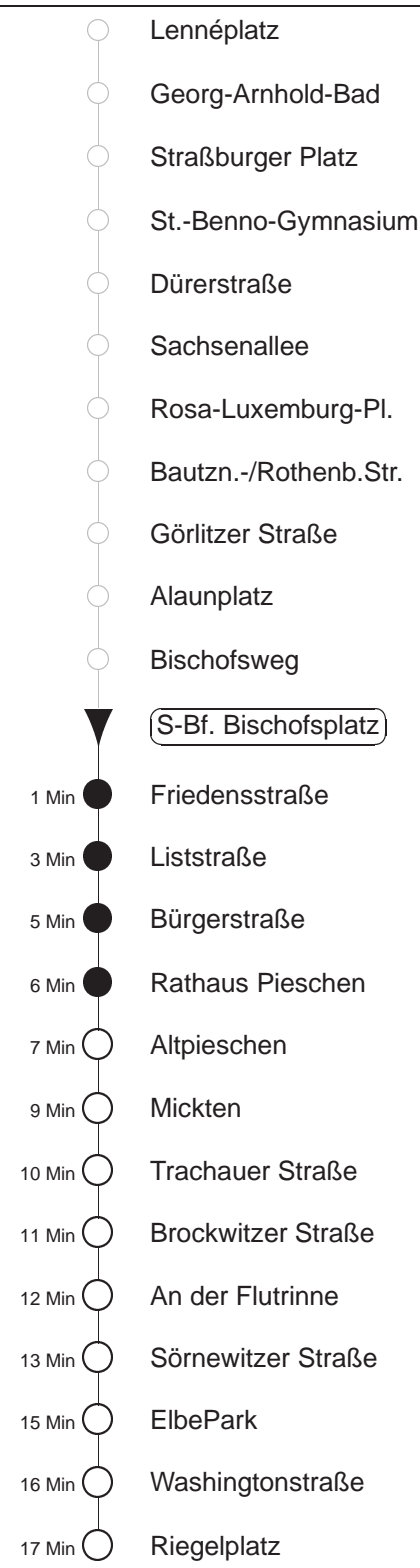 Lennéplatz
Georg-Arnhold-Bad
Straßburger Platz
St.-Benno-Gymnasium
Dürerstraße
Sachsenallee
Rosa-Luxemburg-Pl.
Bautzn.-/Rothenb.Str.
Görlitzer Straße
Alaunplatz
Bischofsweg
S-Bf. Bischofsplatz
1 Min Friedensstraße
3 Min Liststraße
5 Min Bürgerstraße
6 Min Rathaus Pieschen
7 Min Altpieschen
9 Min Mickten
10 Min Trachauer Straße
11 Min Brockwitzer Straße
12 Min An der Flutrinne
13 Min Sörnewitzer Straße
15 Min ElbePark
16 Min Washingtonstraße
17 Min Riegelplatz